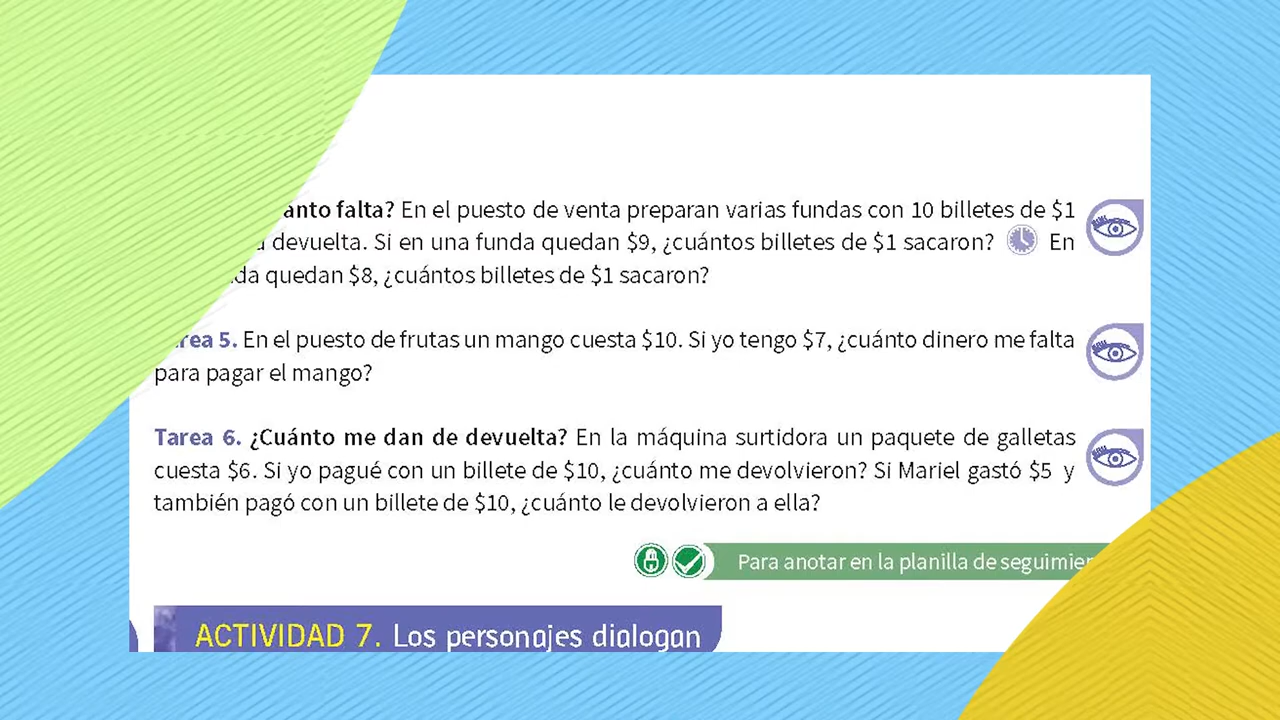 falta? En el puesto de venta preparan varias fundas con 10 billetes de $1
devuelta. Si en una funda quedan $9, ¿cuántos billetes de $1 sacaron? En
quedan $8, ¿cuántos billetes de $1 sacaron?
5. En el puesto de frutas un mango cuesta $10. Si yo tengo $7, ¿cuánto dinero me falta
para pagar el mango?
Tarea 6. ¿Cuánto me dan de devuelta? En la máquina surtidora un paquete de galletas
cuesta $6. Si yo pagué con un billete de $10, ¿cuánto me devolvieron? Si Mariel gastó $5 y
también pagó con un billete de $10, ¿cuánto le devolvieron a ella?
Para anotar en la planilla de
ACTIVIDAD 7. Los personajes dialogan